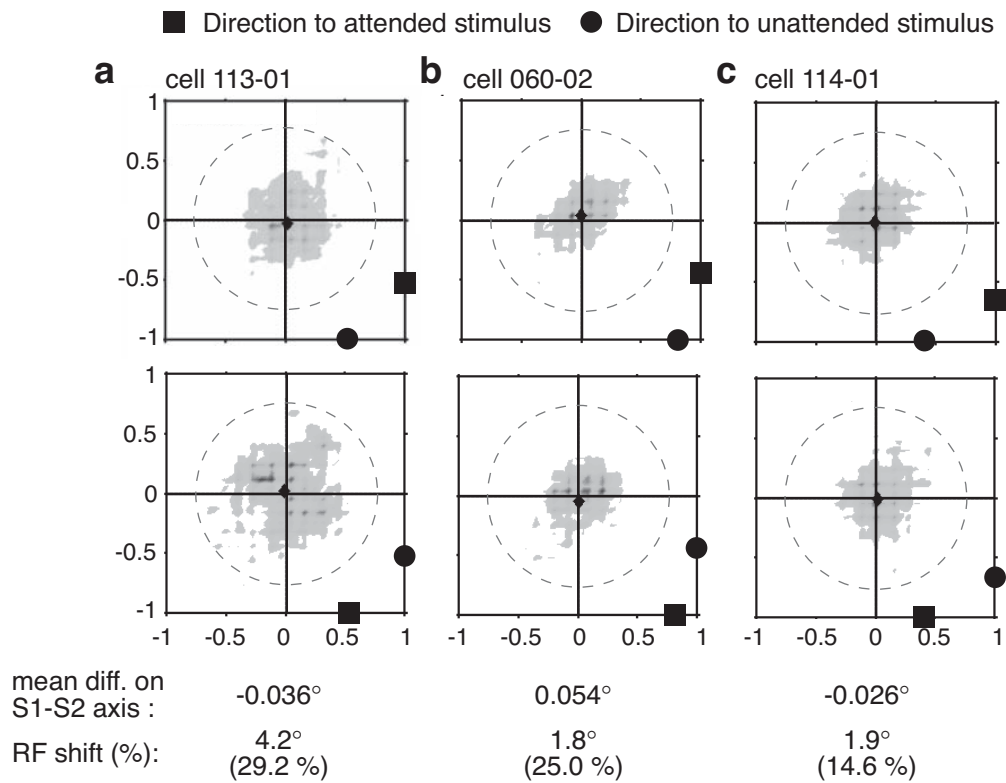 Direction to attended stimulus Direction to unattended stimulus
a b c
cell 113-01 cell 060-02 cell 114-01
1
0.5
0
-0.5
-1
1
0.5
0
-0.5
-1
-1 -0.5 0 0.5 1 -1 -0.5 0 0.5 1 -1 -0.5 0 0.5 1
mean diff. on
S1-S2 axis : -0.036° 0.054° -0.026°
RF shift (%): 4.2° 1.8° 1.9°
(29.2 %) (25.0 %) (14.6 %)